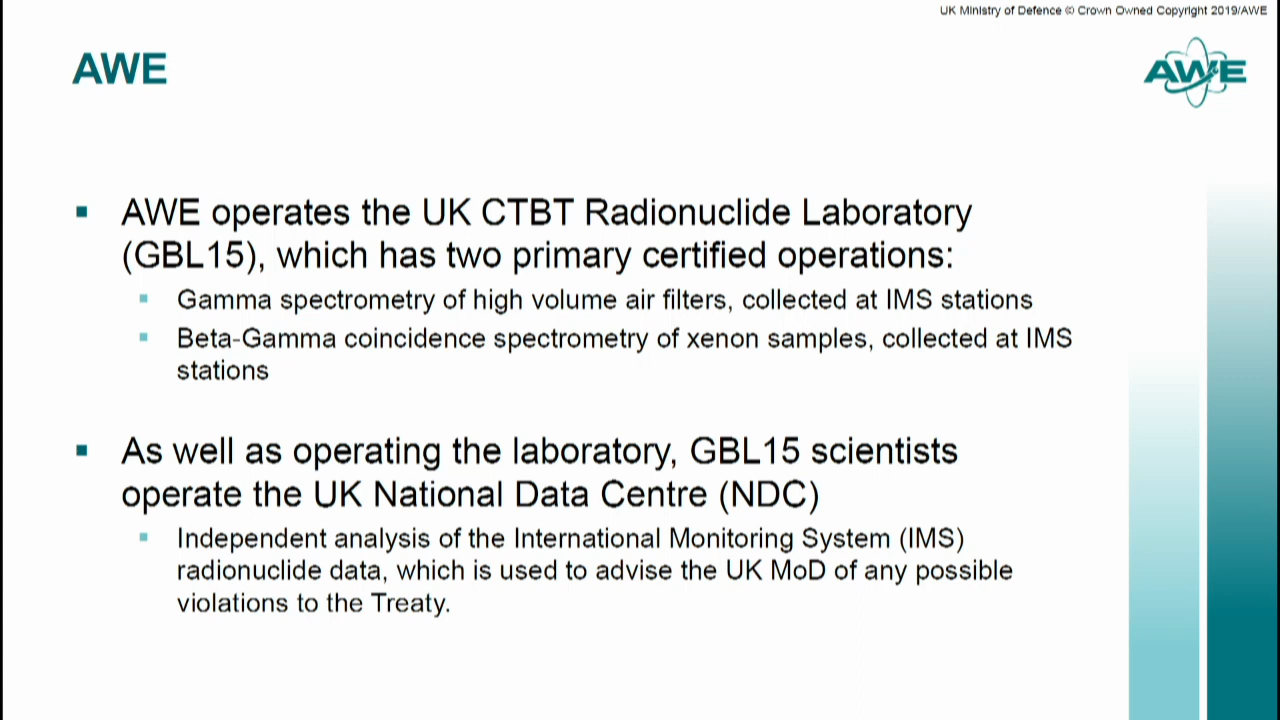 UK Ministry of Defence © Crown Owned Copyright 2019/AWE
AWE
AWE
AWE operates the UK CTBT Radionuclide Laboratory
(GBL15), which has two primary certified operations:
Gamma spectrometry of high volume air filters, collected at IMS stations
Beta-Gamma coincidence spectrometry of xenon samples, collected at IMS
stations
As well as operating the laboratory, GBL15 scientists
operate the UK National Data Centre (NDC)
Independent analysis of the International Monitoring System (IMS)
radionuclide data, which is used to advise the UK MoD of any possible
violations to the Treaty.